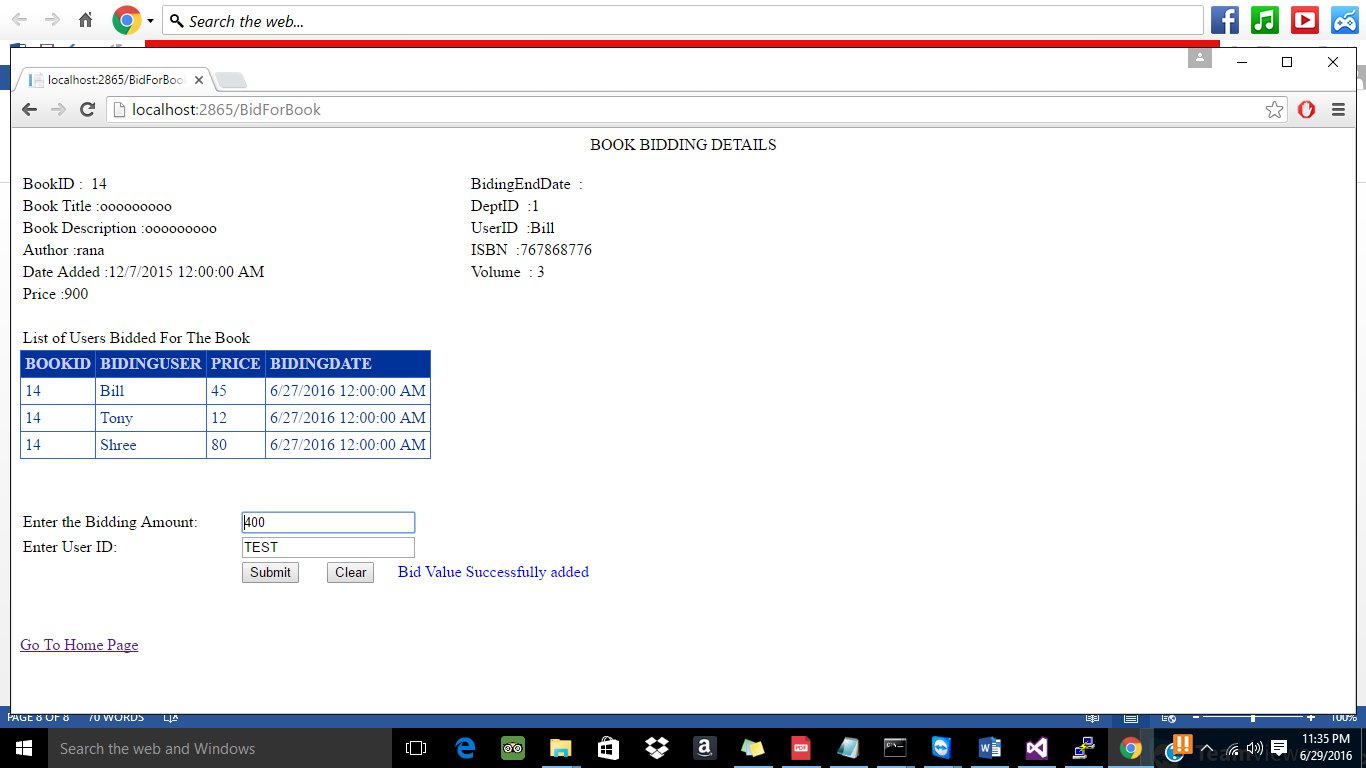 Search the web...
localhost:2865/BidForBoo
localhost:2865/BidForBook
BOOK BIDDING DETAILS
BookID : 14
BidingEndDate :
Book Title :ooooooooo
DeptID :1
Book Description :ooooooooo
UserID :Bill
Author :rana
ISBN :767868776
Date Added :12/7/2015 12:00:00 AM
Volume : 3
Price :900
List of Users Bidded For The Book
BOOKID BIDINGUSER PRICE BIDINGDATE
14 Bill 45 6/27/2016 12:00:00 AM
14 Tony 12 6/27/2016 12:00:00 AM
14 Shree 80 6/27/2016 12:00:00 AM
Enter the Bidding Amount: 400
Enter User ID: TEST
Submit Clear Bid Value Successfully added
Go To Home Page
PAGE 8 OF 8 70 WORDS 100%
Search the web and Windows
11:35 PM
6/29/2016